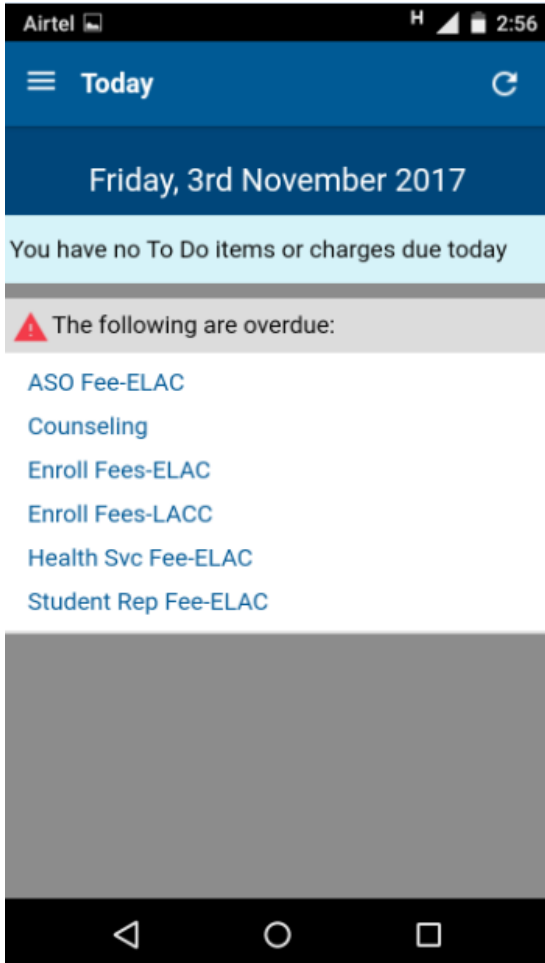 Airtel H 2:56
Today
Friday, 3rd November 2017
You have no To Do items or charges due today
The following are overdue:
ASO Fee-ELAC
Counseling
Enroll Fees-ELAC
Enroll Fees-LACC
Health Svc Fee-ELAC
Student Rep Fee-ELAC